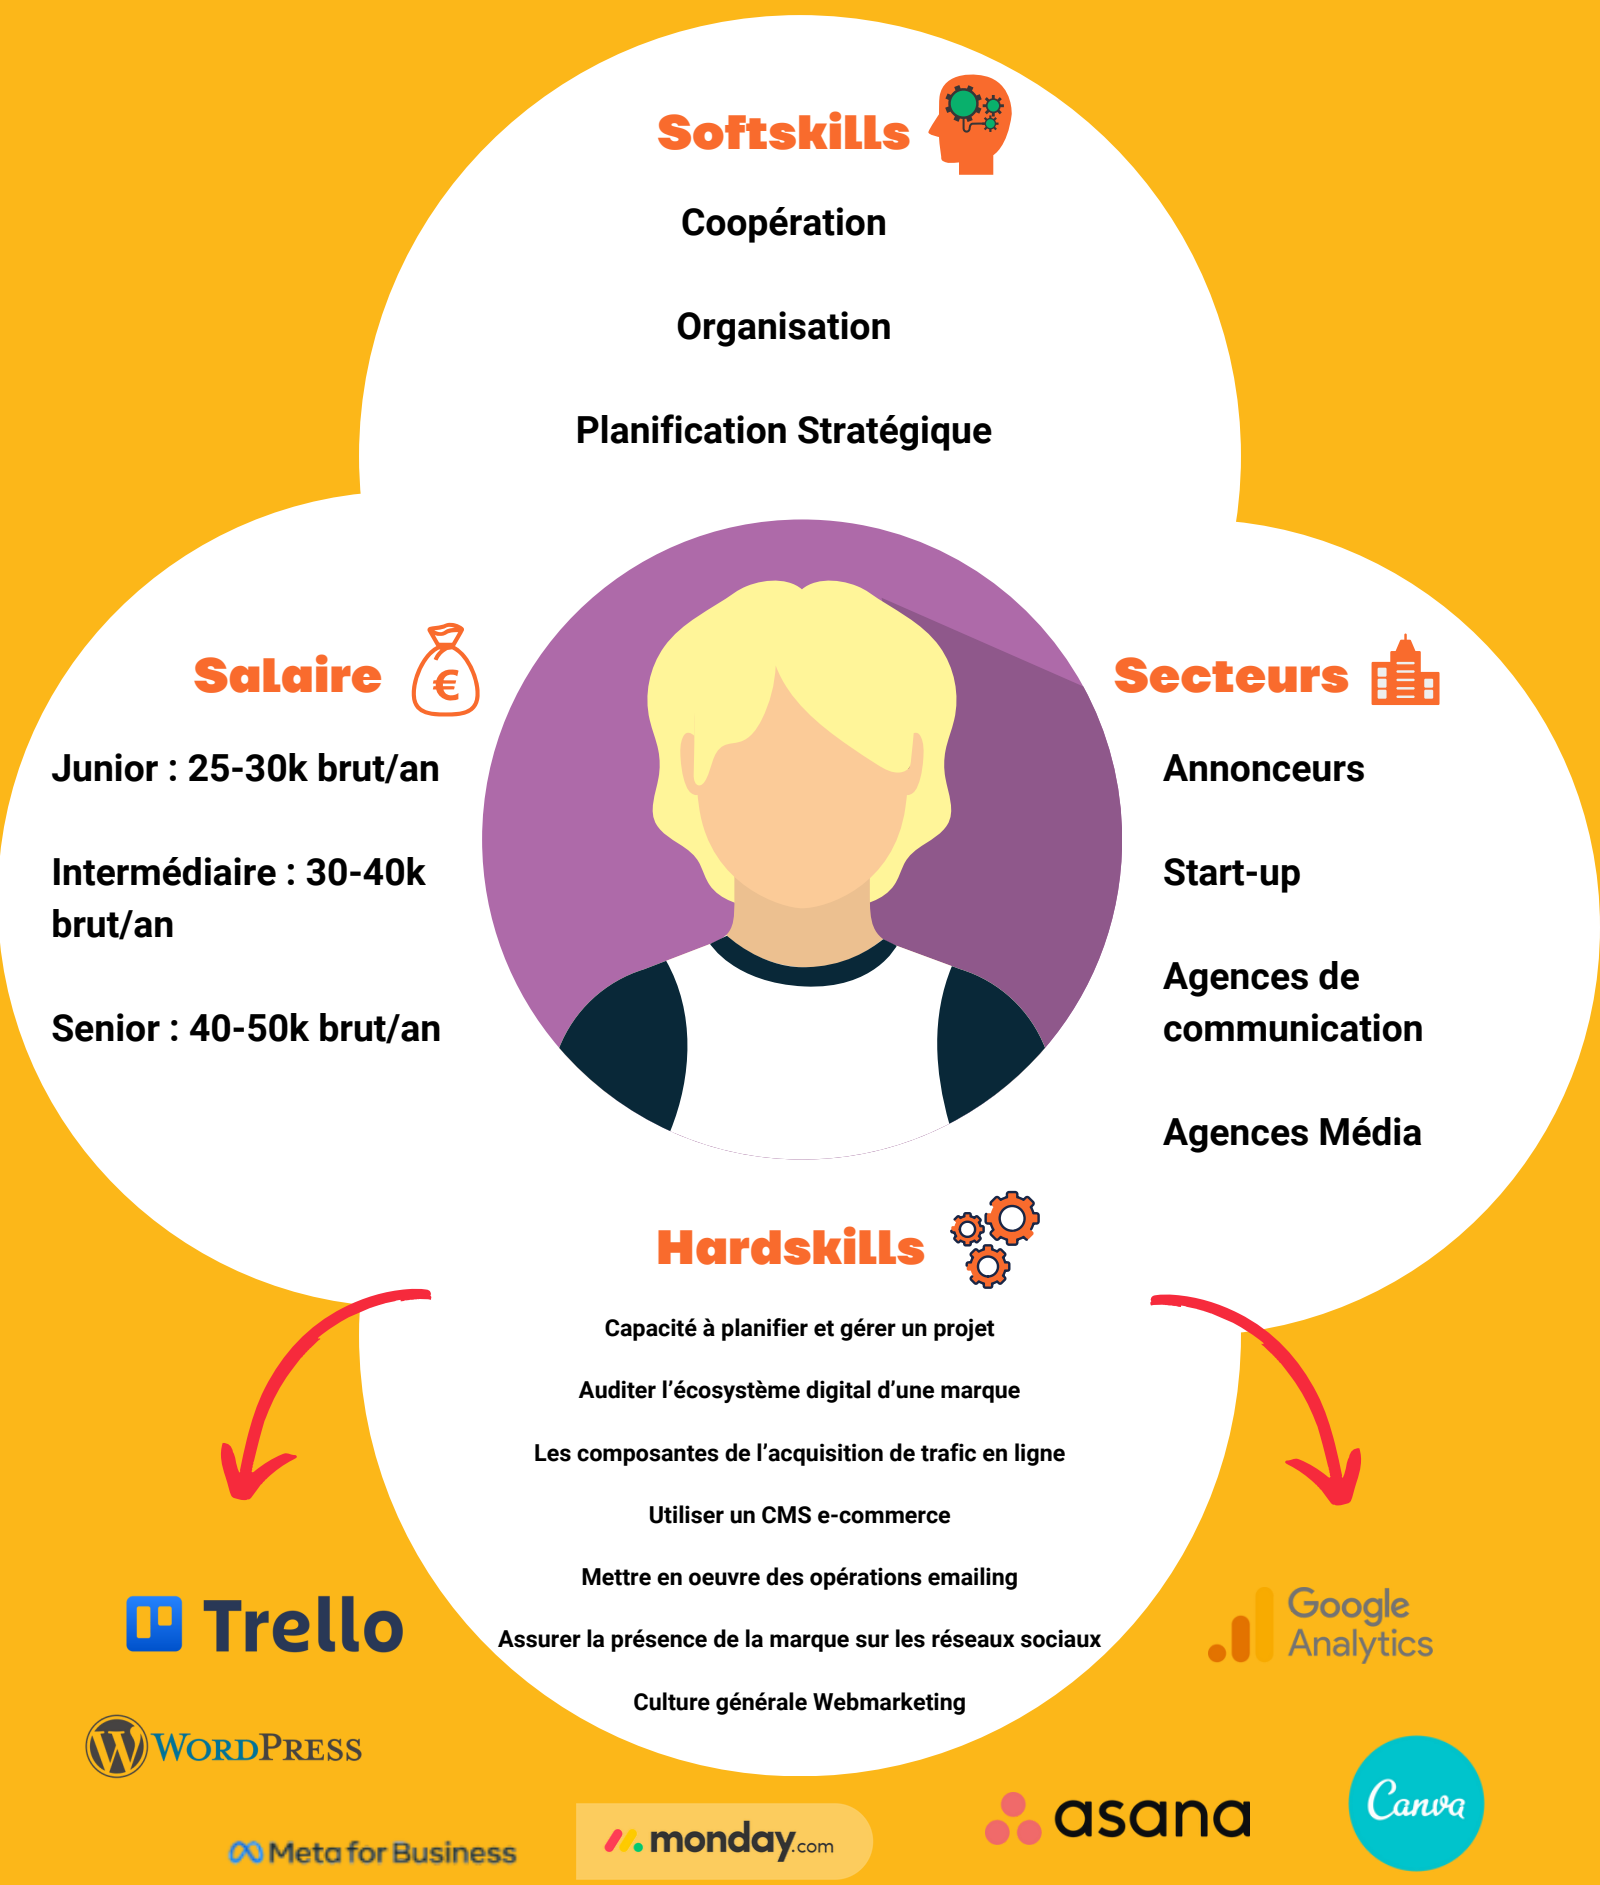 Softskills
Coopération
Organisation
Planification Stratégique
Salaire
€
Junior : 25-30k brut/an
Intermédiaire : 30-40k
brut/an
Senior : 40-50k brut/an
Secteurs
Annonceurs
Start-up
Agences de
communication
Agences Média
Hardskills
Capacité à planifier et gérer un projet
Auditer l’écosystème digital d’une marque
Les composantes de l’acquisition de trafic en ligne
Utiliser un CMS e-commerce
Mettre en oeuvre des opérations emailing
Assurer la présence de la marque sur les réseaux sociaux
Culture générale Webmarketing
Trello
WORDPRESS
Meta for Business
monday.com
asana
Google
Analytics
Canva